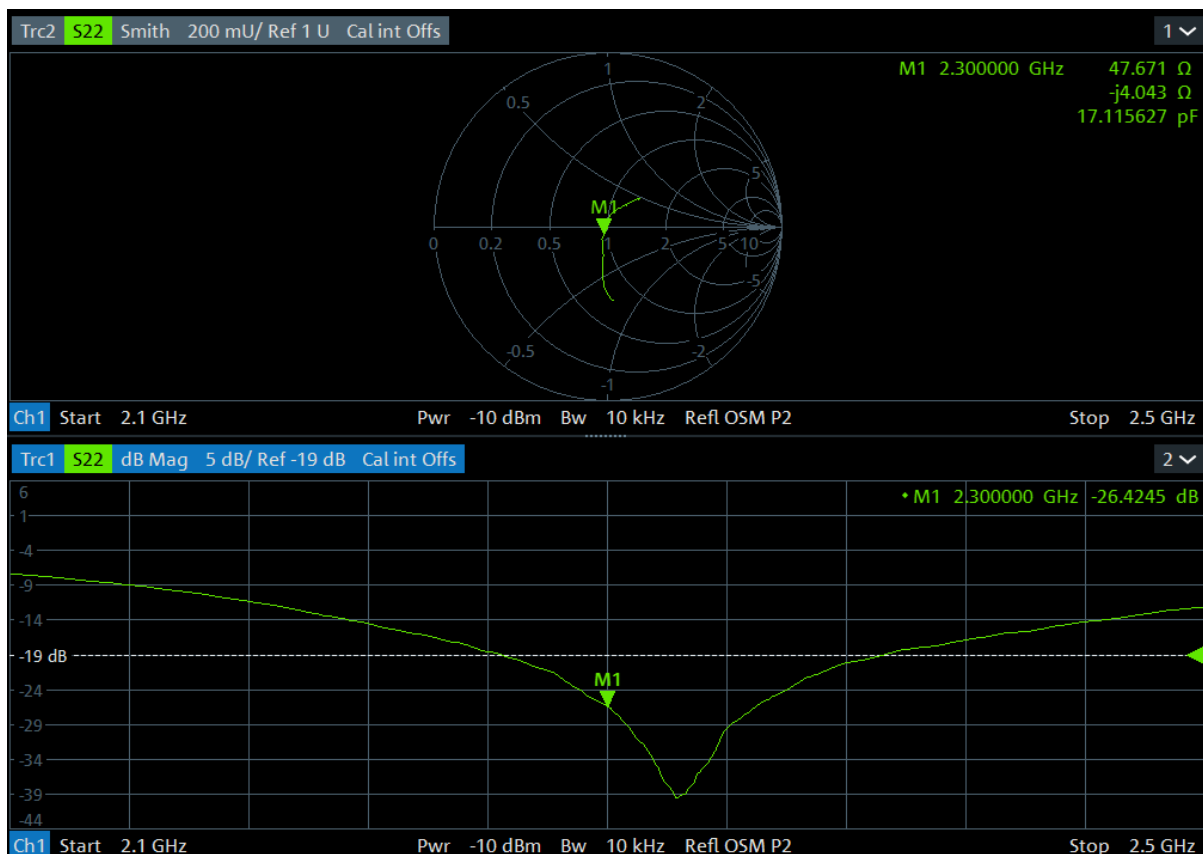 Trc2 S22 Smith 200 mU/ Ref 1 U Cal int Offs 1
M1 2.300000 GHz 47.671 Ω
-j4.043 Ω
17.115627 pF
1
0.5 2
5
M1
0 0.2 0.5 1 2 5 10
-5
-0.5 -2
-1
Ch1 Start 2.1 GHz Pwr -10 dBm Bw 10 kHz Refl OSM P2 Stop 2.5 GHz
Trc1 S22 dB Mag 5 dB/ Ref -19 dB Cal int Offs 2
6 • M1 2.300000 GHz -26.4245 dB
1
-4
-9
-14
-19 dB
M1
-24
-29
-34
-39
-44
Ch1 Start 2.1 GHz Pwr -10 dBm Bw 10 kHz Refl OSM P2 Stop 2.5 GHz